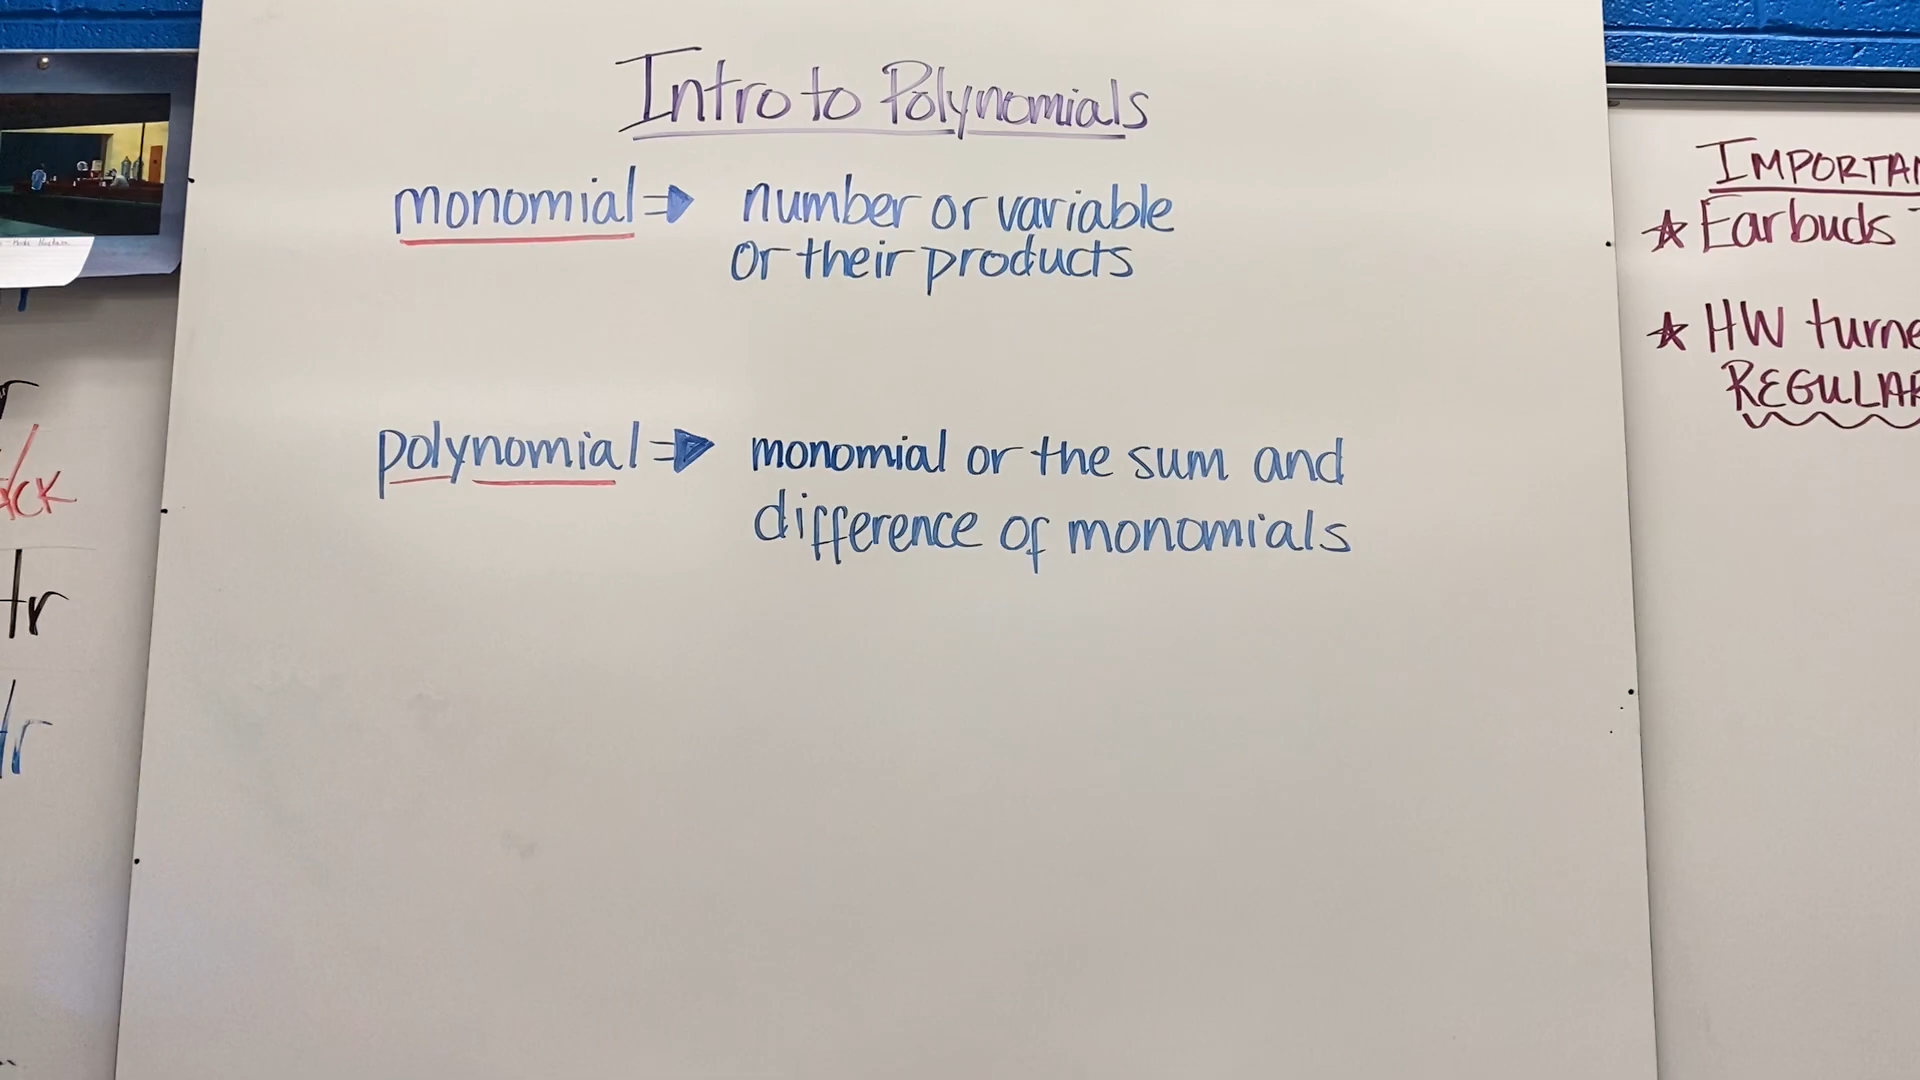 Intro to Polynomials
monomial ⇒ number or variable
or their products
polynomial ⇒ monomial or the sum and
difference of monomials
IMPORTA
★ Earbuds
★ HW turne
REGULAR